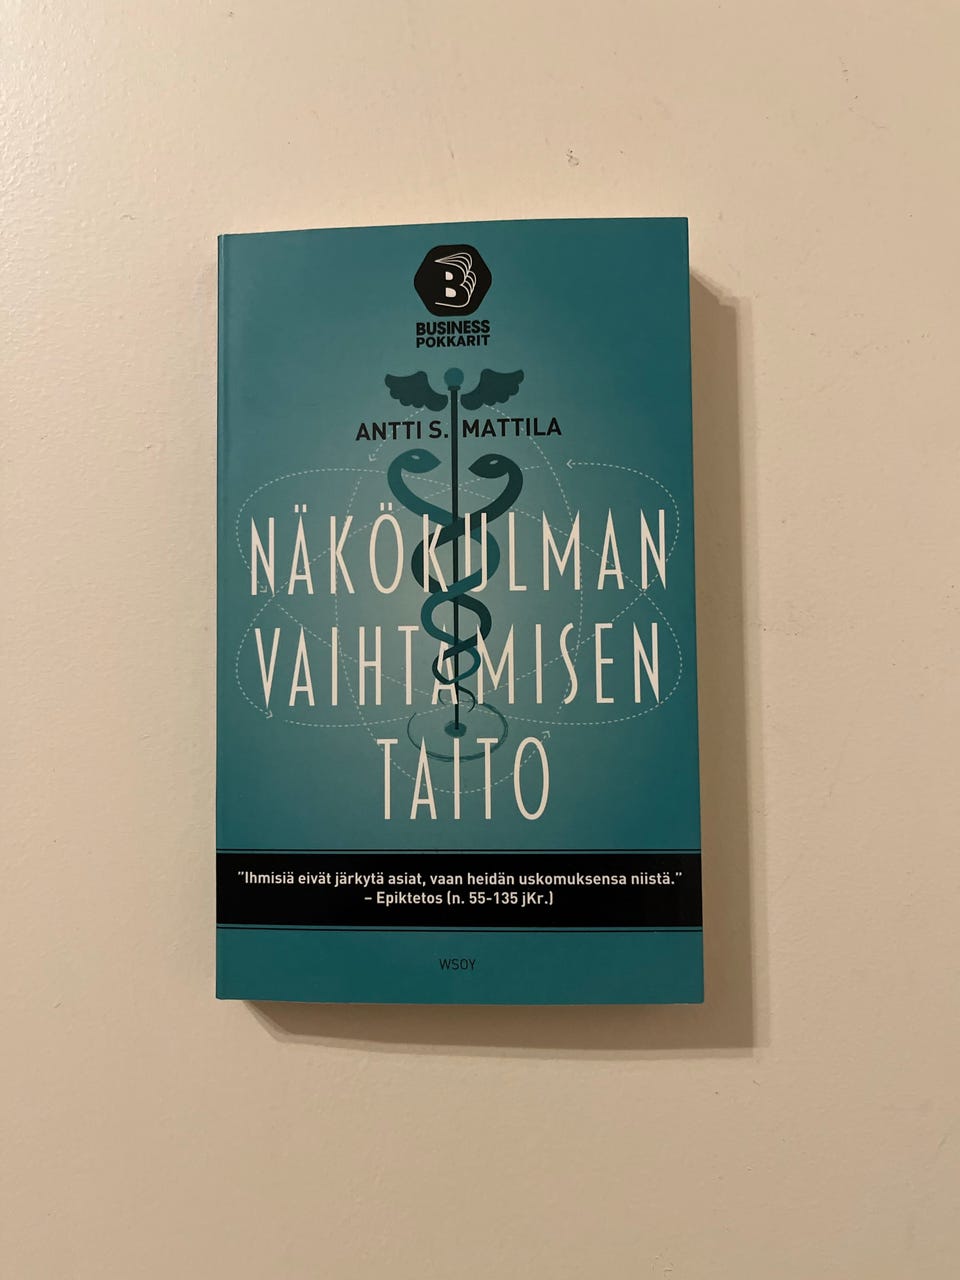 B
BUSINESS
POKKARIT
ANTTI S. MATTILA
NÄKÖKULMAN
VAIHTAMISEN
TAITO
”Ihmisiä eivät järkytä asiat, vaan heidän uskomuksensa niistä.”
– Epiktetos (n. 55-135 jKr.)
WSOY